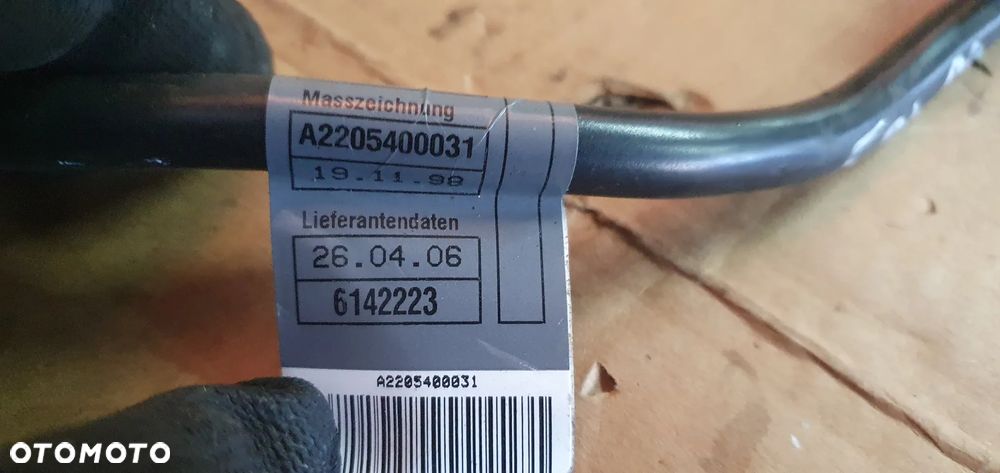 Masszeichnung
A2205400031
19.11.98
Lieferantendaten
26.04.06
6142223
A2205400031
OTOMOTO